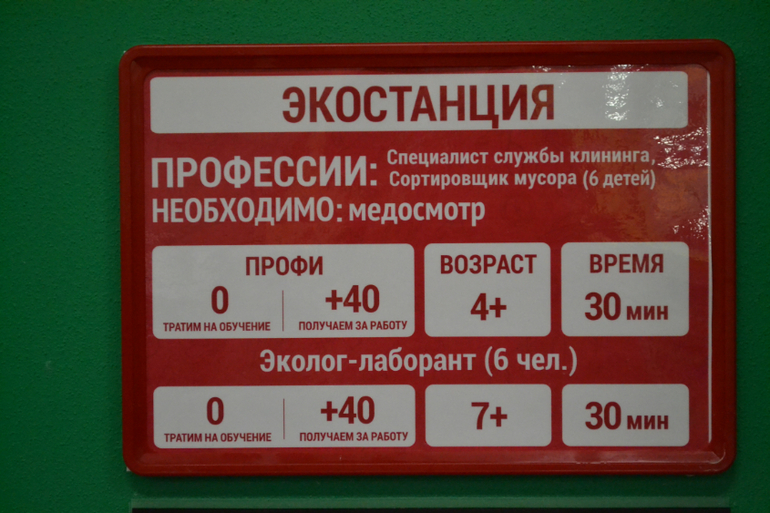 ЭКОСТАНЦИЯ
ПРОФЕССИИ: Специалист службы клининга,
Сортировщик мусора (6 детей)
НЕОБХОДИМО: медосмотр
ПРОФИ ВОЗРАСТ ВРЕМЯ
0 +40 4+ 30 мин
ТРАТИМ НА ОБУЧЕНИЕ ПОЛУЧАЕМ ЗА РАБОТУ
Эколог-лаборант (6 чел.)
0 +40 7+ 30 мин
ТРАТИМ НА ОБУЧЕНИЕ ПОЛУЧАЕМ ЗА РАБОТУ